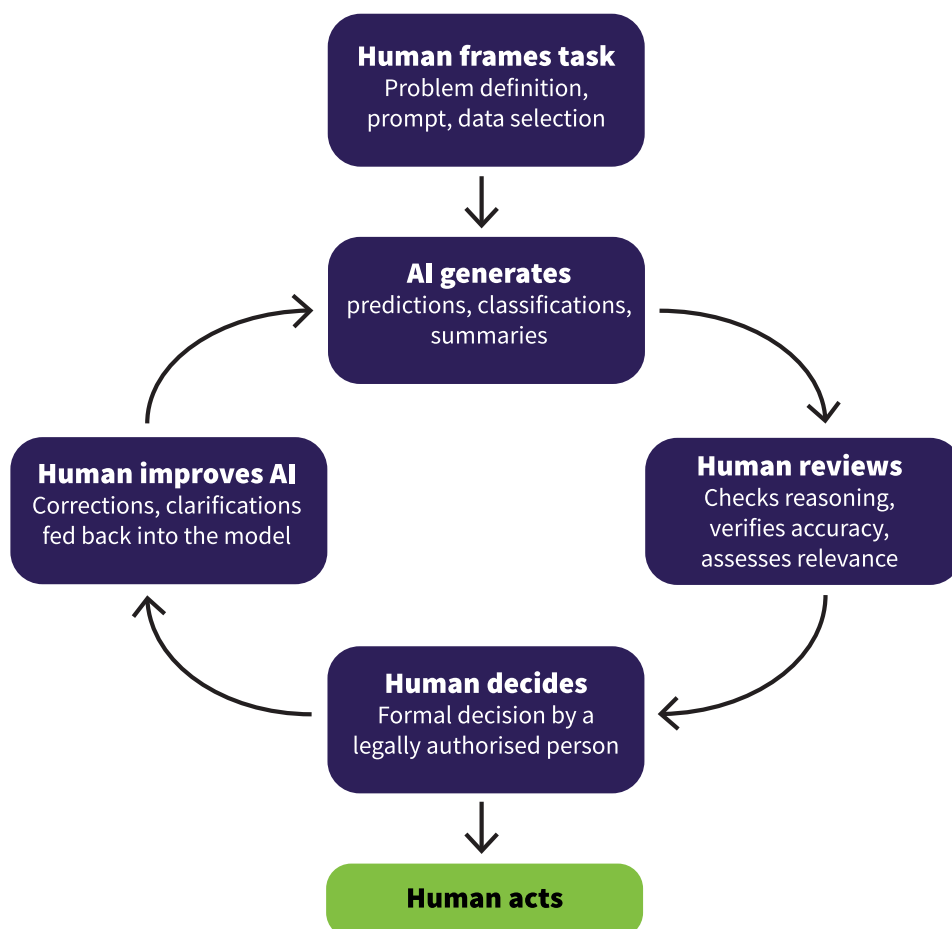 Human frames task
Problem definition,
prompt, data selection
AI generates
predictions, classifications,
summaries
Human reviews
Checks reasoning,
verifies accuracy,
assesses relevance
Human decides
Formal decision by a
legally authorised person
Human improves AI
Corrections, clarifications
fed back into the model
Human acts